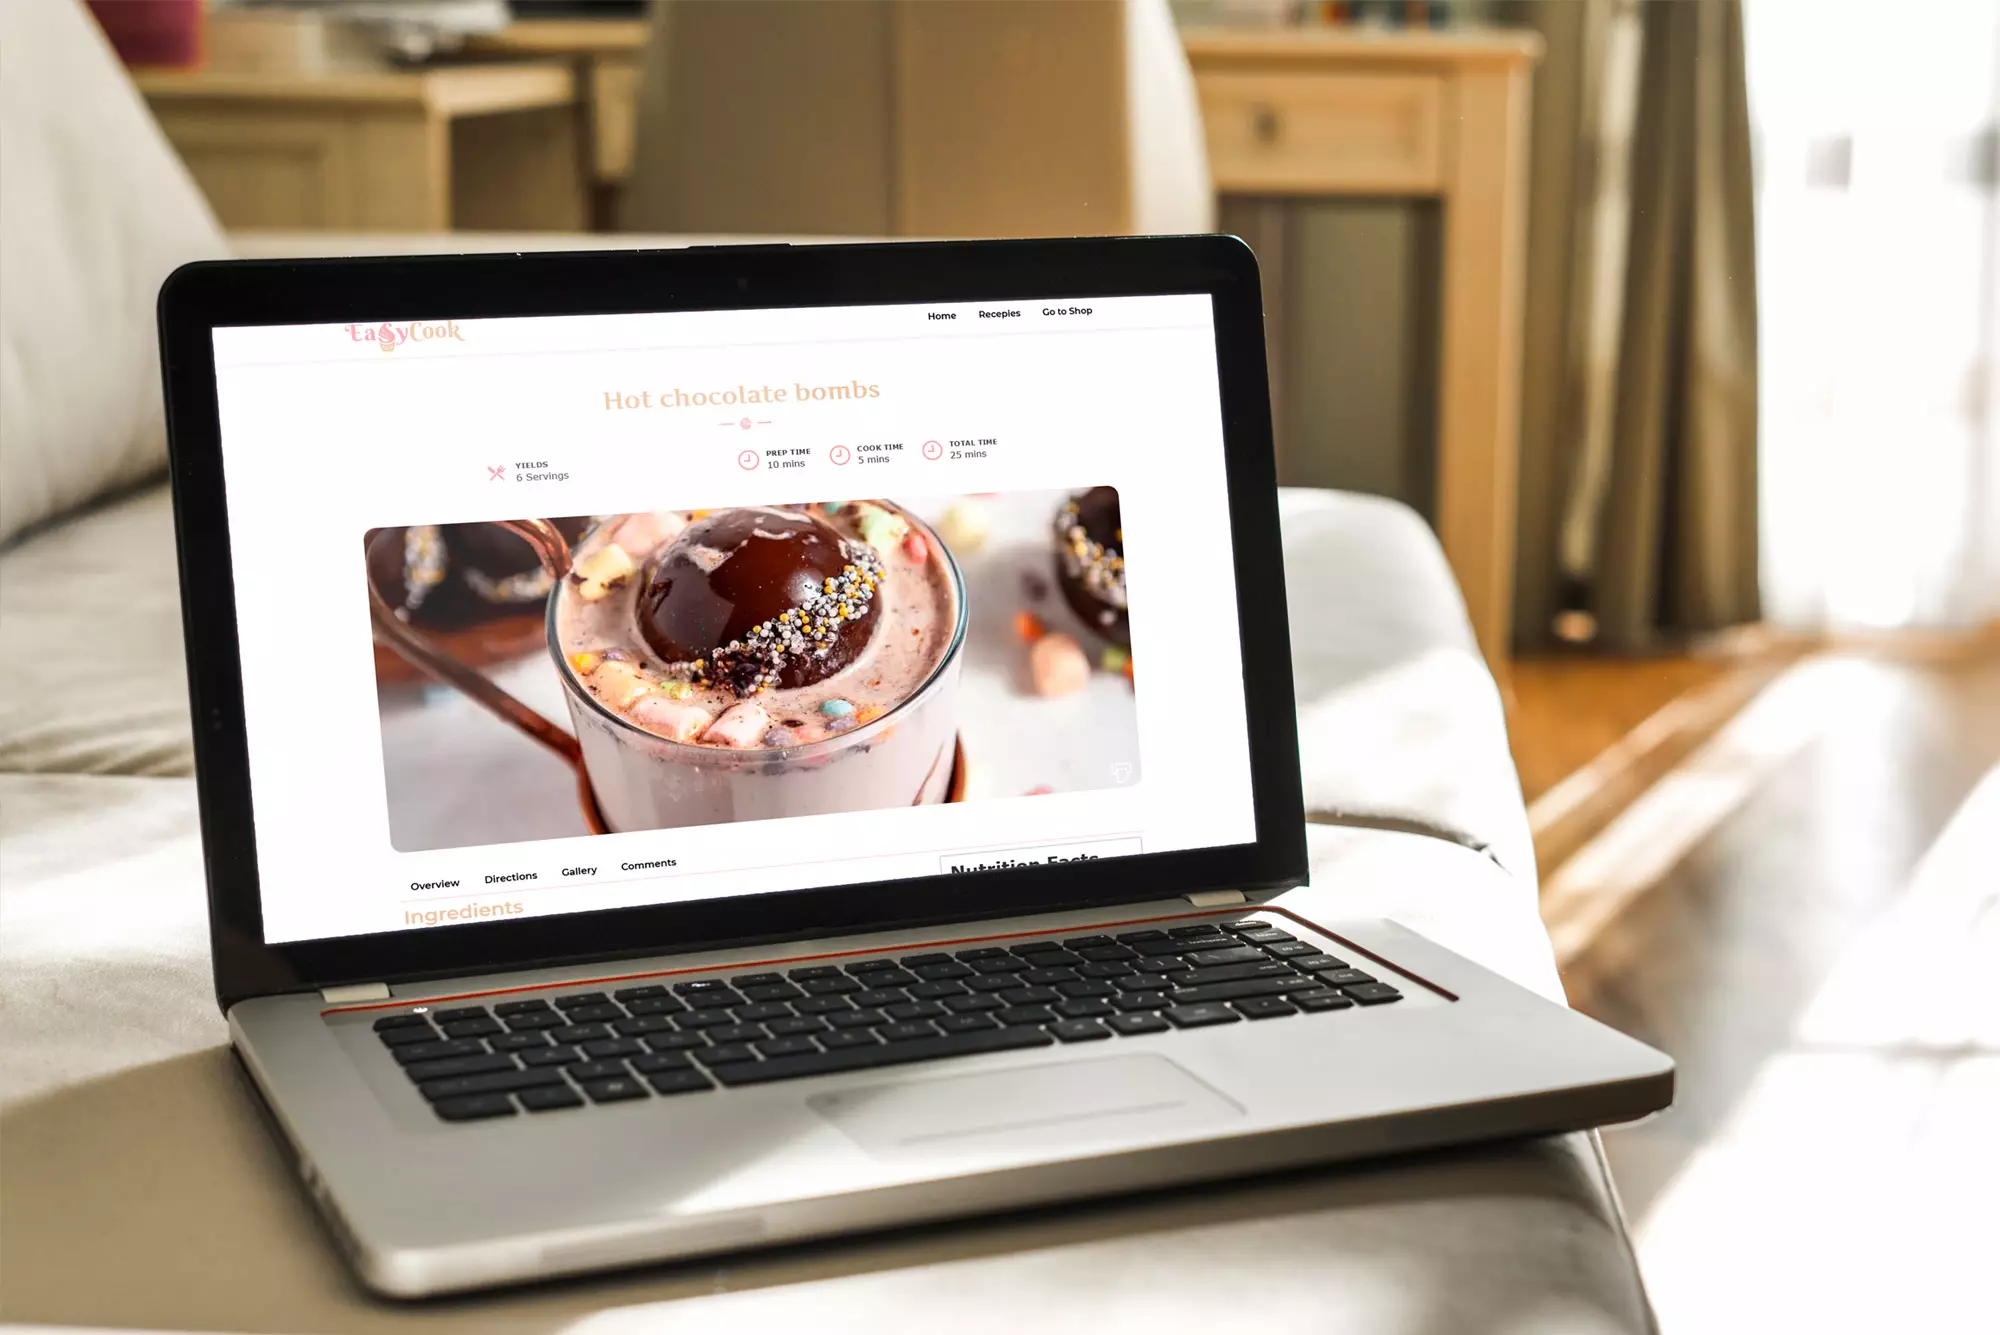 EasyCook
Home Recepies Go to Shop
Hot chocolate bombs
YIELDS
6 Servings
PREP TIME
10 mins
COOK TIME
5 mins
TOTAL TIME
25 mins
Overview Directions Gallery Comments
Nutrition Facts
Ingredients